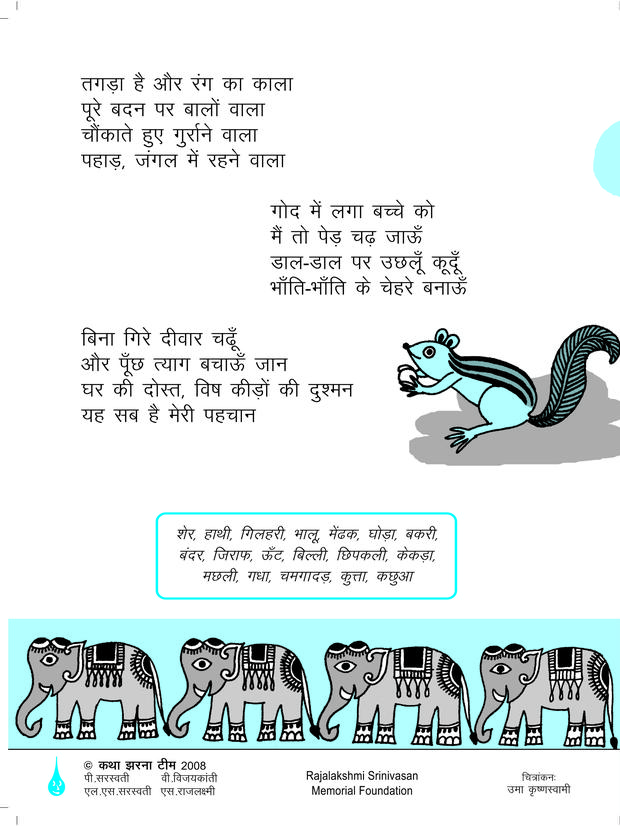 तगड़ा है और रंग का काला
पूरे बदन पर बालों वाला
चौंकाते हुए गुर्राने वाला
पहाड़, जंगल में रहने वाला
गोद में लगा बच्चे को
मैं तो पेड़ चढ़ जाऊँ
डाल-डाल पर उछलूँ कूदूँ
भाँति-भाँति के चेहरे बनाऊँ
बिना गिरे दीवार चढूँ
और पूँछ त्याग बचाऊँ जान
घर की दोस्त, विष कीड़ों की दुश्मन
यह सब है मेरी पहचान
शेर, हाथी, गिलहरी, भालू, मेंढक, घोड़ा, बकरी,
बंदर, जिराफ, ऊँट, बिल्ली, छिपकली, केकड़ा,
मछली, गधा, चमगादड़, कुत्ता, कछुआ
© कथा झरना टीम 2008
पी.सरस्वती वी.विजयकांती
एल.एस.सरस्वती एस.राजलक्ष्मी
Rajalakshmi Srinivasan
Memorial Foundation
चित्रांकनः
उमा कृष्णस्वामी